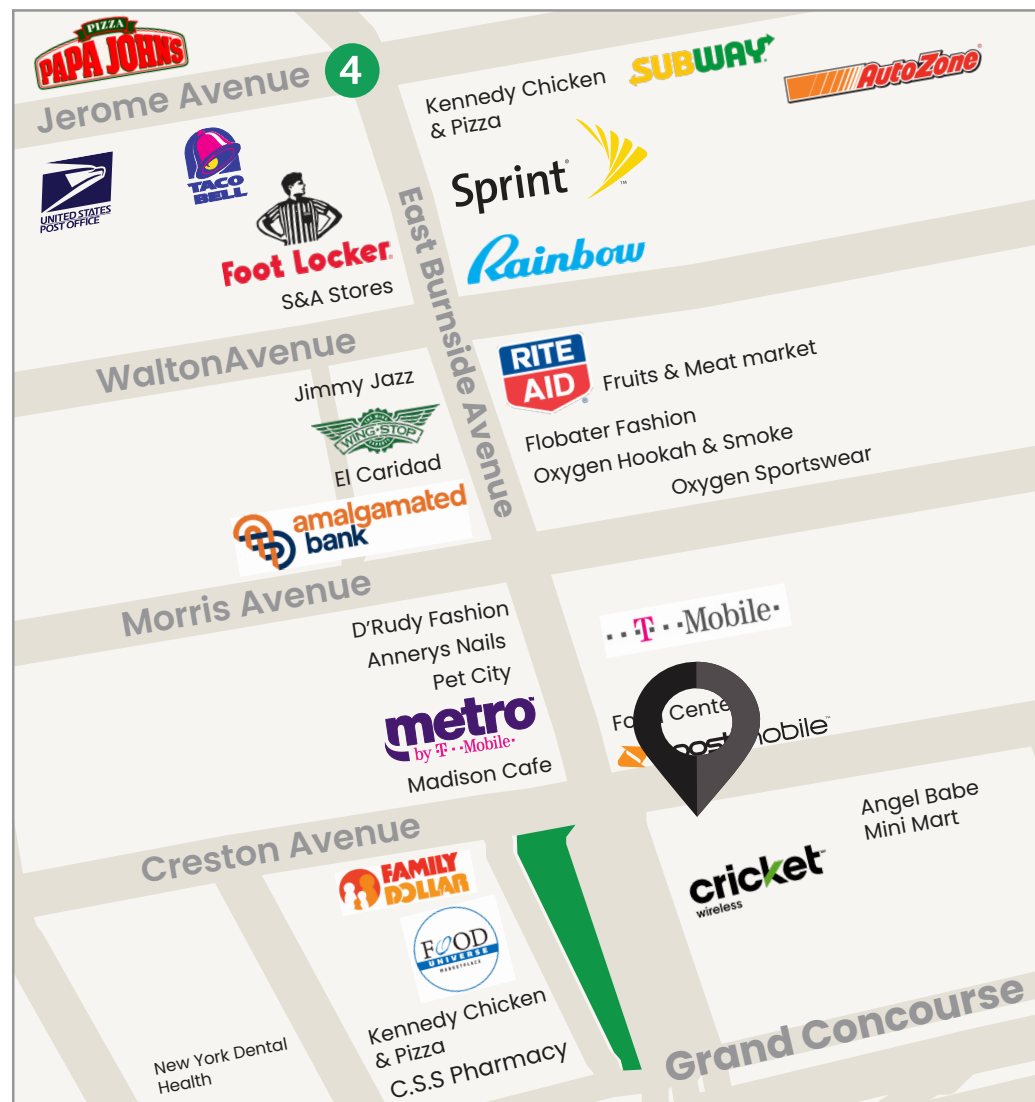 PIZZA
PAPA JOHN'S
Jerome Avenue
4
Kennedy Chicken
& Pizza
SUBWAY
AutoZone
UNITED STATES
POST OFFICE
TACO
BELL
Foot Locker
S&A Stores
East Burnside Avenue
Sprint
Rainbow
WaltonAvenue
Jimmy Jazz
WING·STOP
El Caridad
amalgamated
bank
RITE
AID
Fruits & Meat market
Flobater Fashion
Oxygen Hookah & Smoke
Oxygen Sportswear
Morris Avenue
D'Rudy Fashion
Annerys Nails
Pet City
metro
by T··Mobile·
Madison Cafe
··T··Mobile·
mobile
Creston Avenue
FAMILY
DOLLAR
FOOD
UNIVERSE
MARKETPLACE
Kennedy Chicken
& Pizza
C.S.S Pharmacy
New York Dental
Health
Angel Babe
Mini Mart
cricket
wireless
Grand Concourse